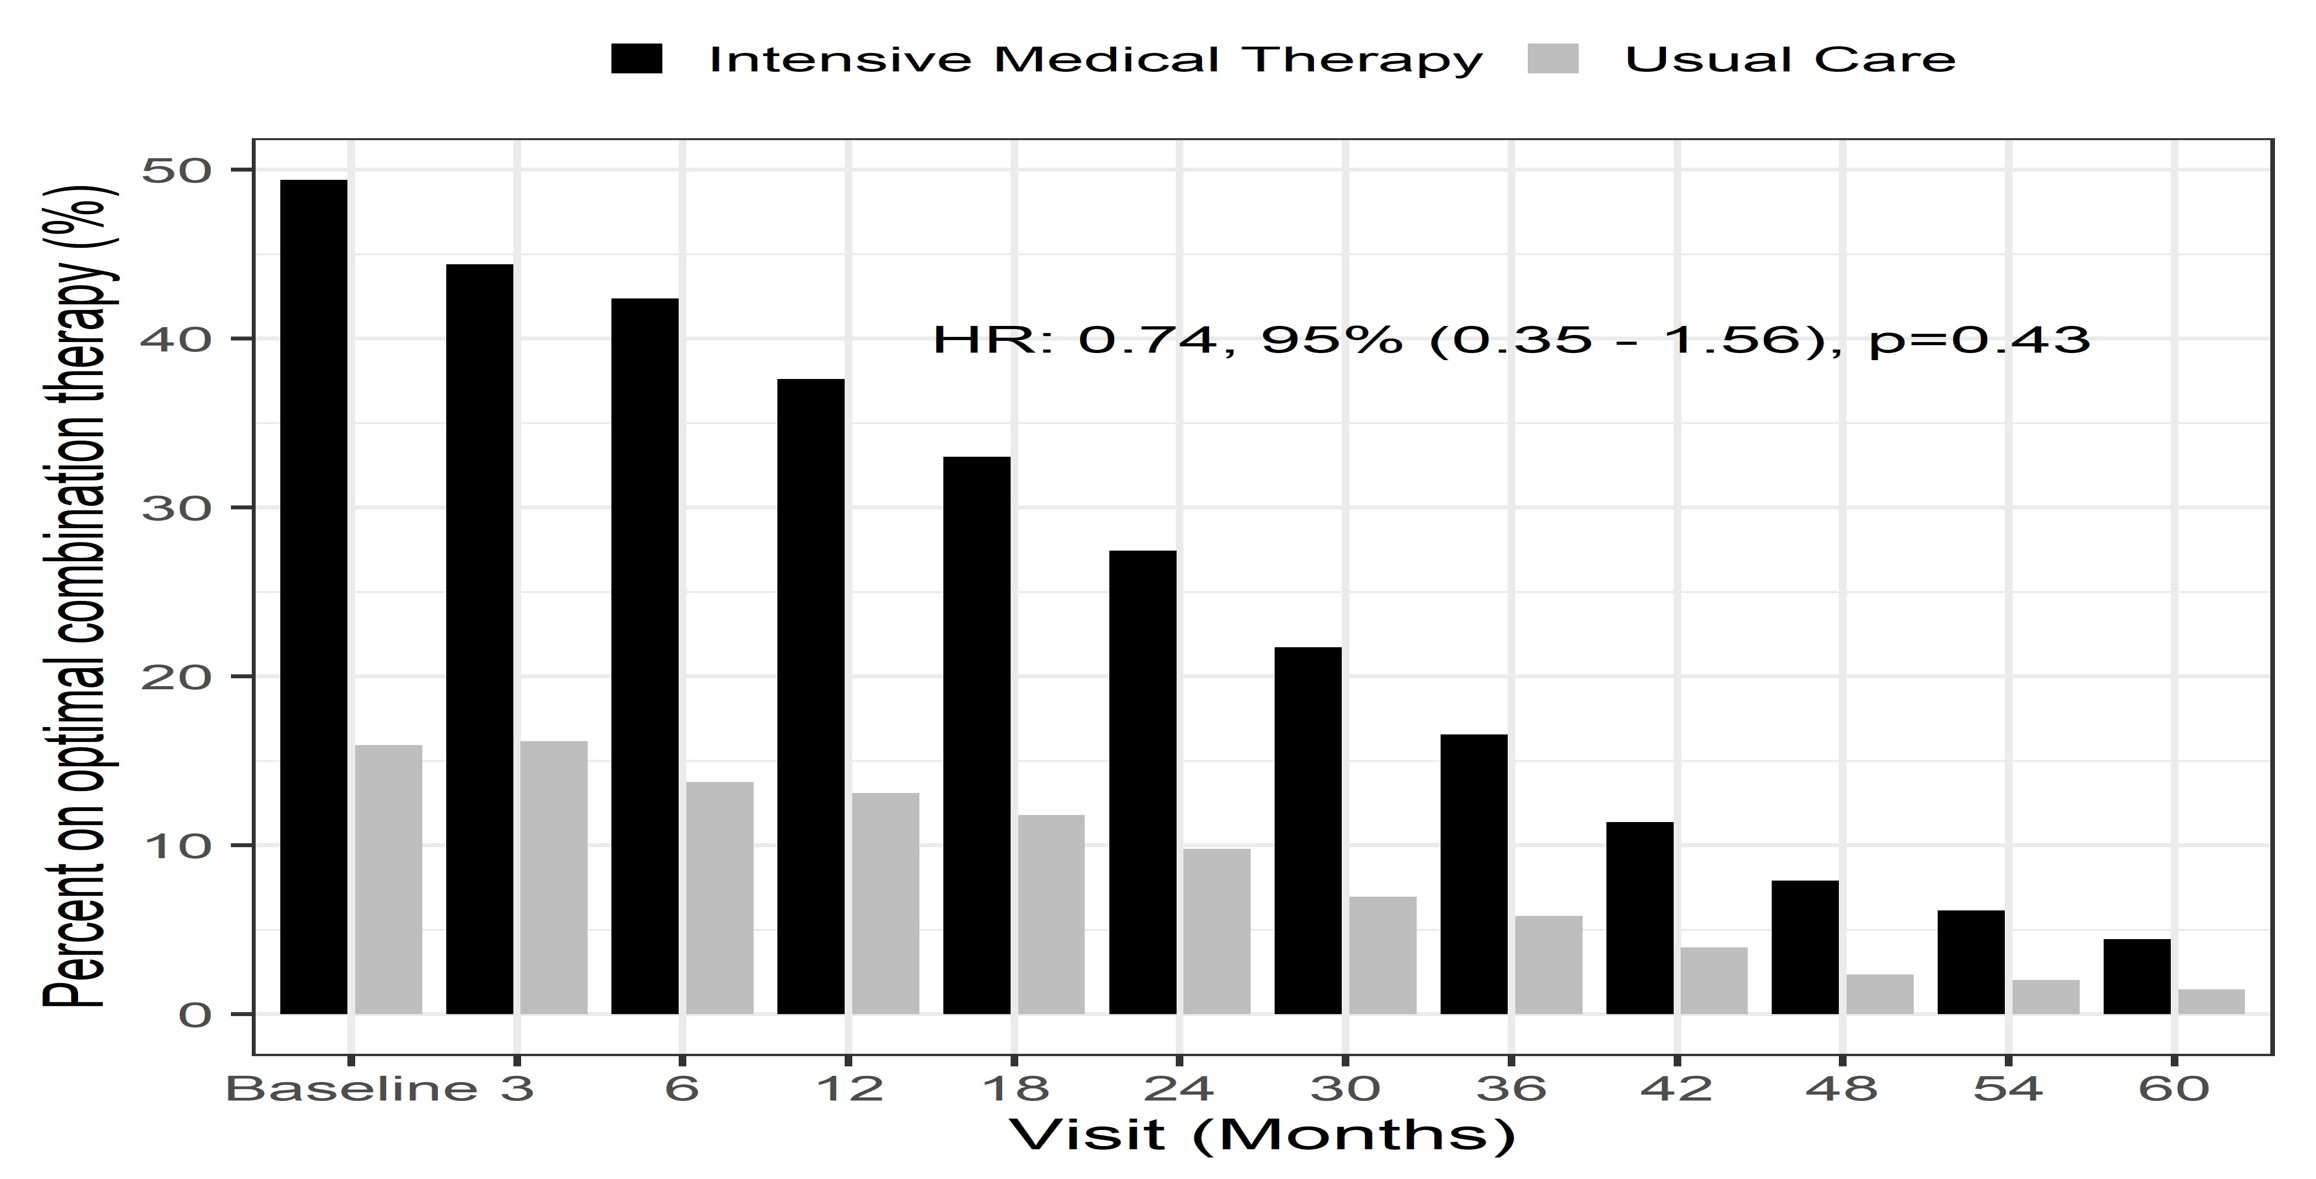 Intensive Medical Therapy Usual Care
Percent on optimal combination therapy (%)
50
40
30
20
10
0
HR: 0.74, 95% (0.35 - 1.56), p=0.43
Baseline 3 6 12 18 24 30 36 42 48 54 60
Visit (Months)